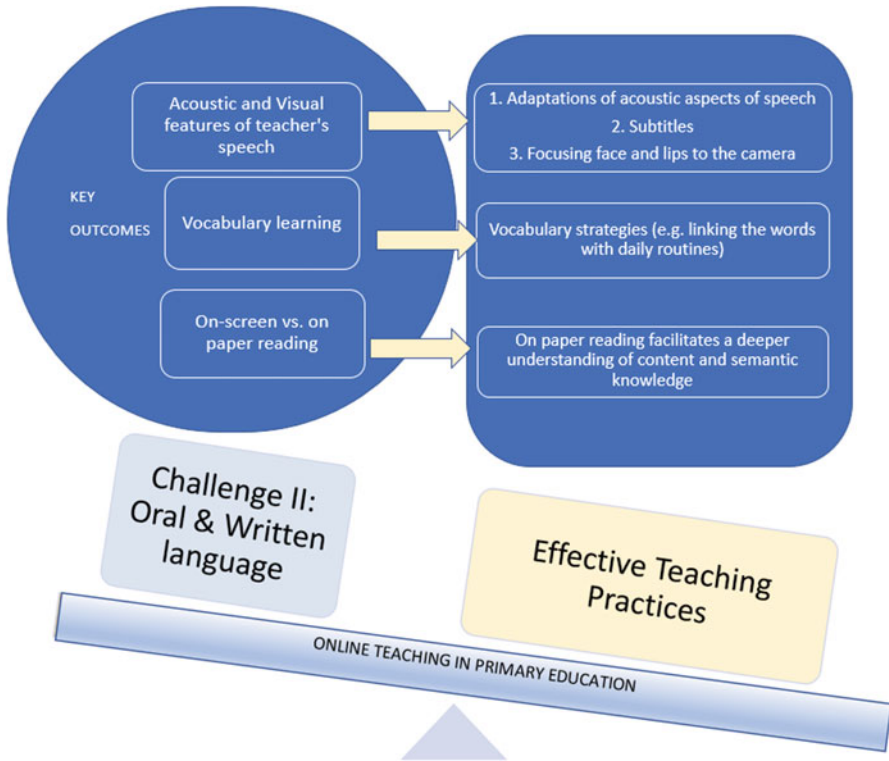 KEY
OUTCOMES
Acoustic and Visual
features of teacher's
speech
1. Adaptations of acoustic aspects of speech
2. Subtitles
3. Focusing face and lips to the camera
Vocabulary learning
Vocabulary strategies (e.g. linking the words
with daily routines)
On-screen vs. on
paper reading
On paper reading facilitates a deeper
understanding of content and semantic
knowledge
Challenge II:
Oral & Written
language
Effective Teaching
Practices
ONLINE TEACHING IN PRIMARY EDUCATION